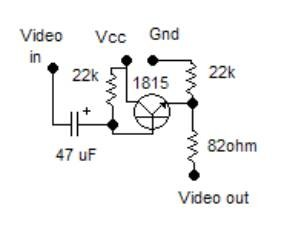 Video in
Vcc
Gnd
22k
1815
22k
+
47 uF
82ohm
Video out